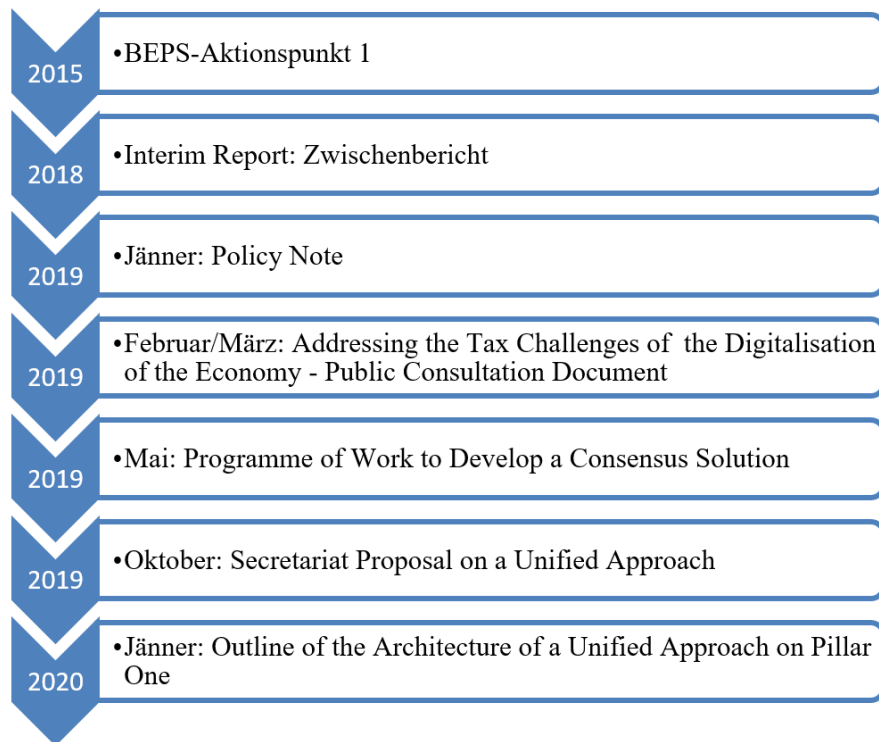 2015
•BEPS-Aktionspunkt 1
2018
•Interim Report: Zwischenbericht
2019
•Jänner: Policy Note
2019
•Februar/März: Addressing the Tax Challenges of the Digitalisation
of the Economy - Public Consultation Document
2019
•Mai: Programme of Work to Develop a Consensus Solution
2019
•Oktober: Secretariat Proposal on a Unified Approach
2020
•Jänner: Outline of the Architecture of a Unified Approach on Pillar
One